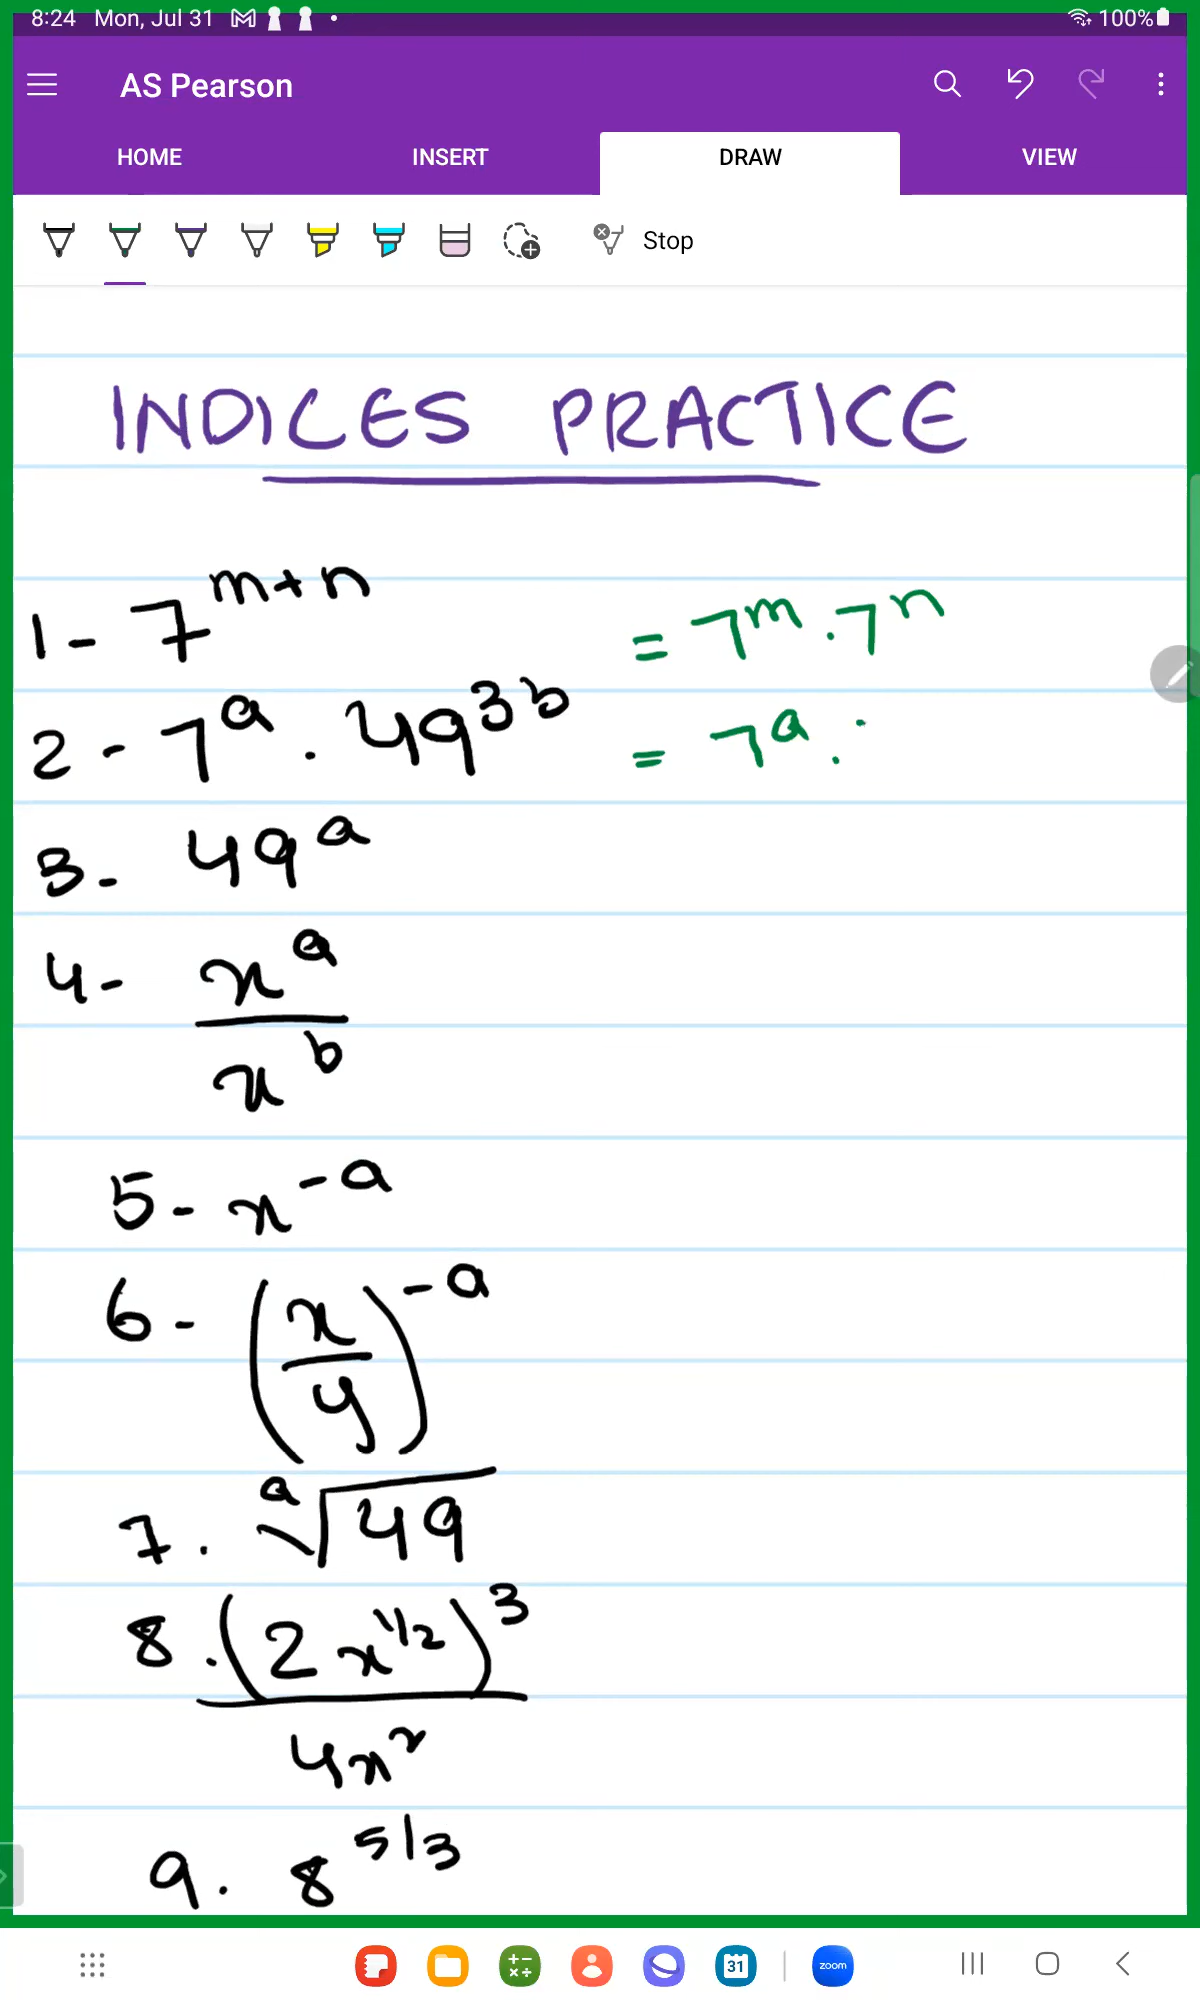 8:24 Mon, Jul 31 100%
AS Pearson
HOME INSERT DRAW VIEW
Stop
INDICES PRACTICE
1- 7^{m+n} = 7^m . 7^n
2- 7^a . 49^{3b} = 7^a .
3- 49^a
4- x^a / x^b
5- x^{-a}
6- (x/y)^{-a}
7. ᵃ√49
8. (2x^{1/2})^3 / 4x^2
9. 8^{5/3}
31 zoom